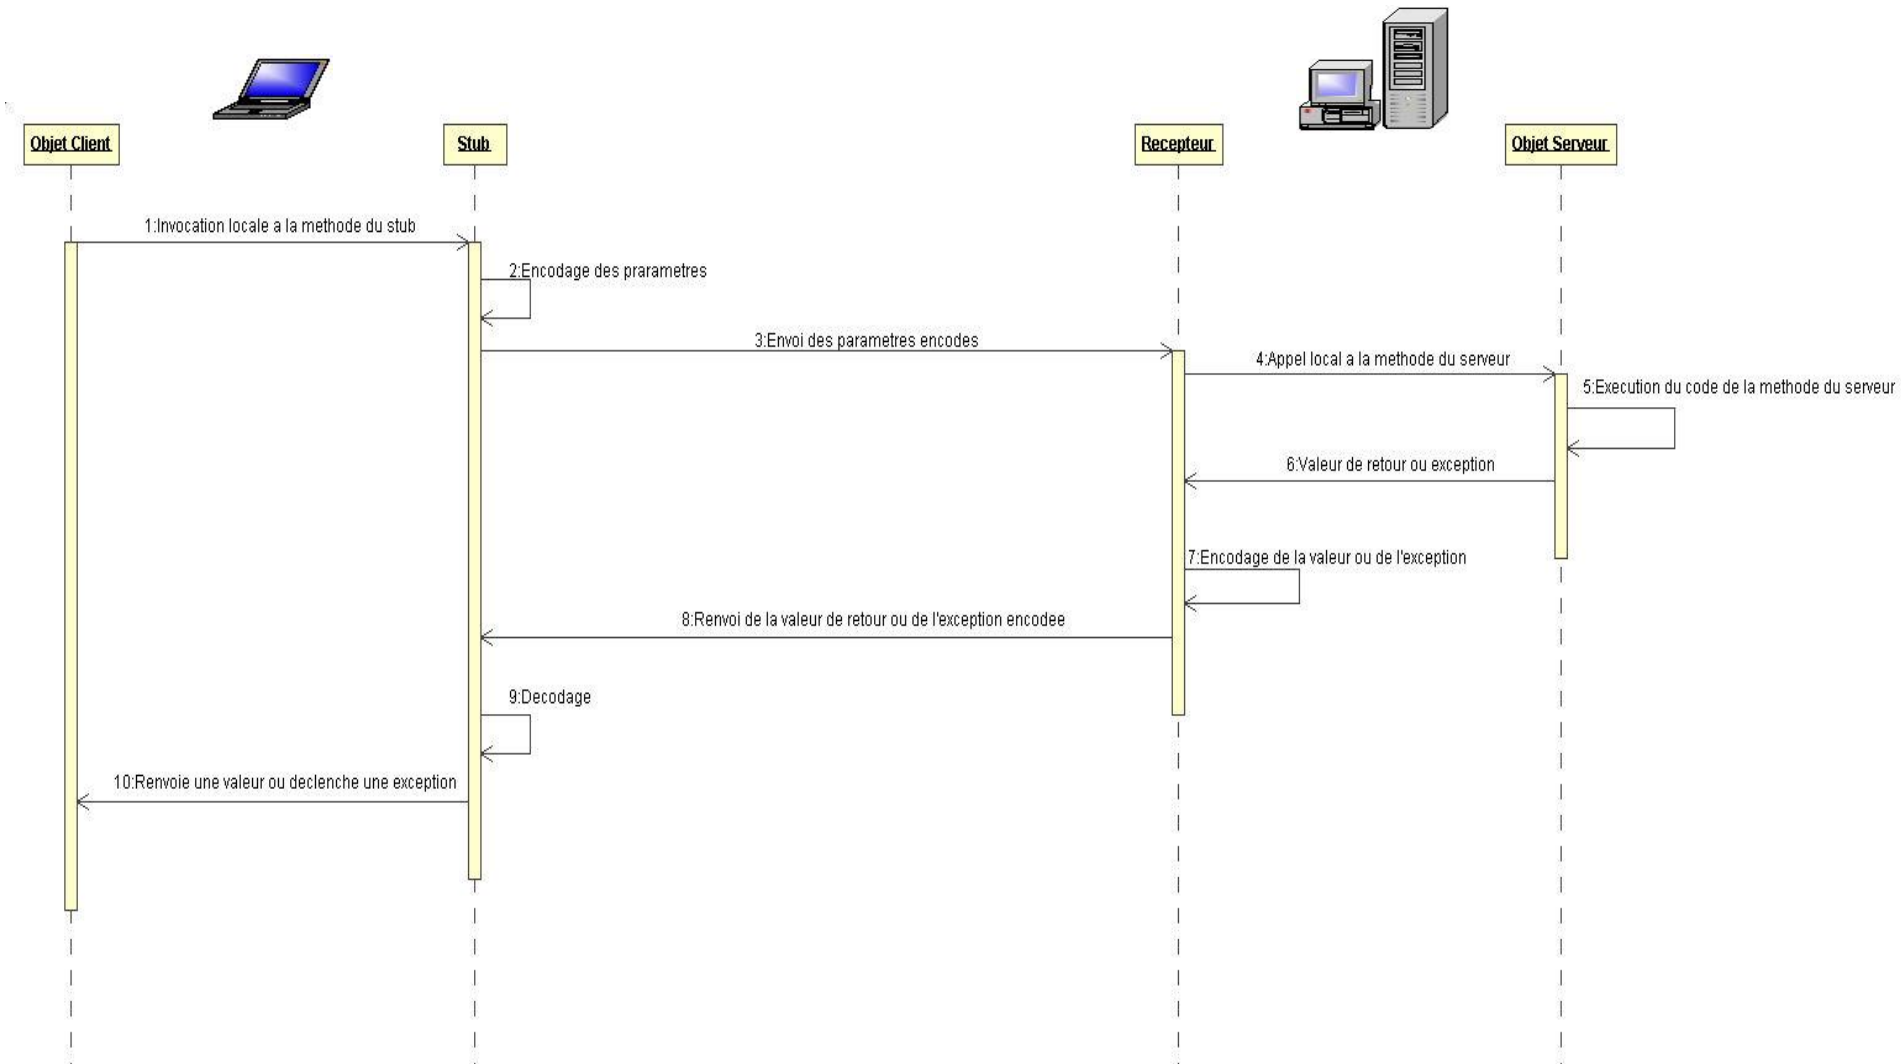 Objet Client
Stub
Recepteur
Objet Serveur
1:Invocation locale a la methode du stub
2:Encodage des prarametres
3:Envoi des parametres encodes
4:Appel local a la methode du serveur
5:Execution du code de la methode du serveur
6:Valeur de retour ou exception
7:Encodage de la valeur ou de l'exception
8:Renvoi de la valeur de retour ou de l'exception encodee
9:Decodage
10:Renvoie une valeur ou declenche une exception